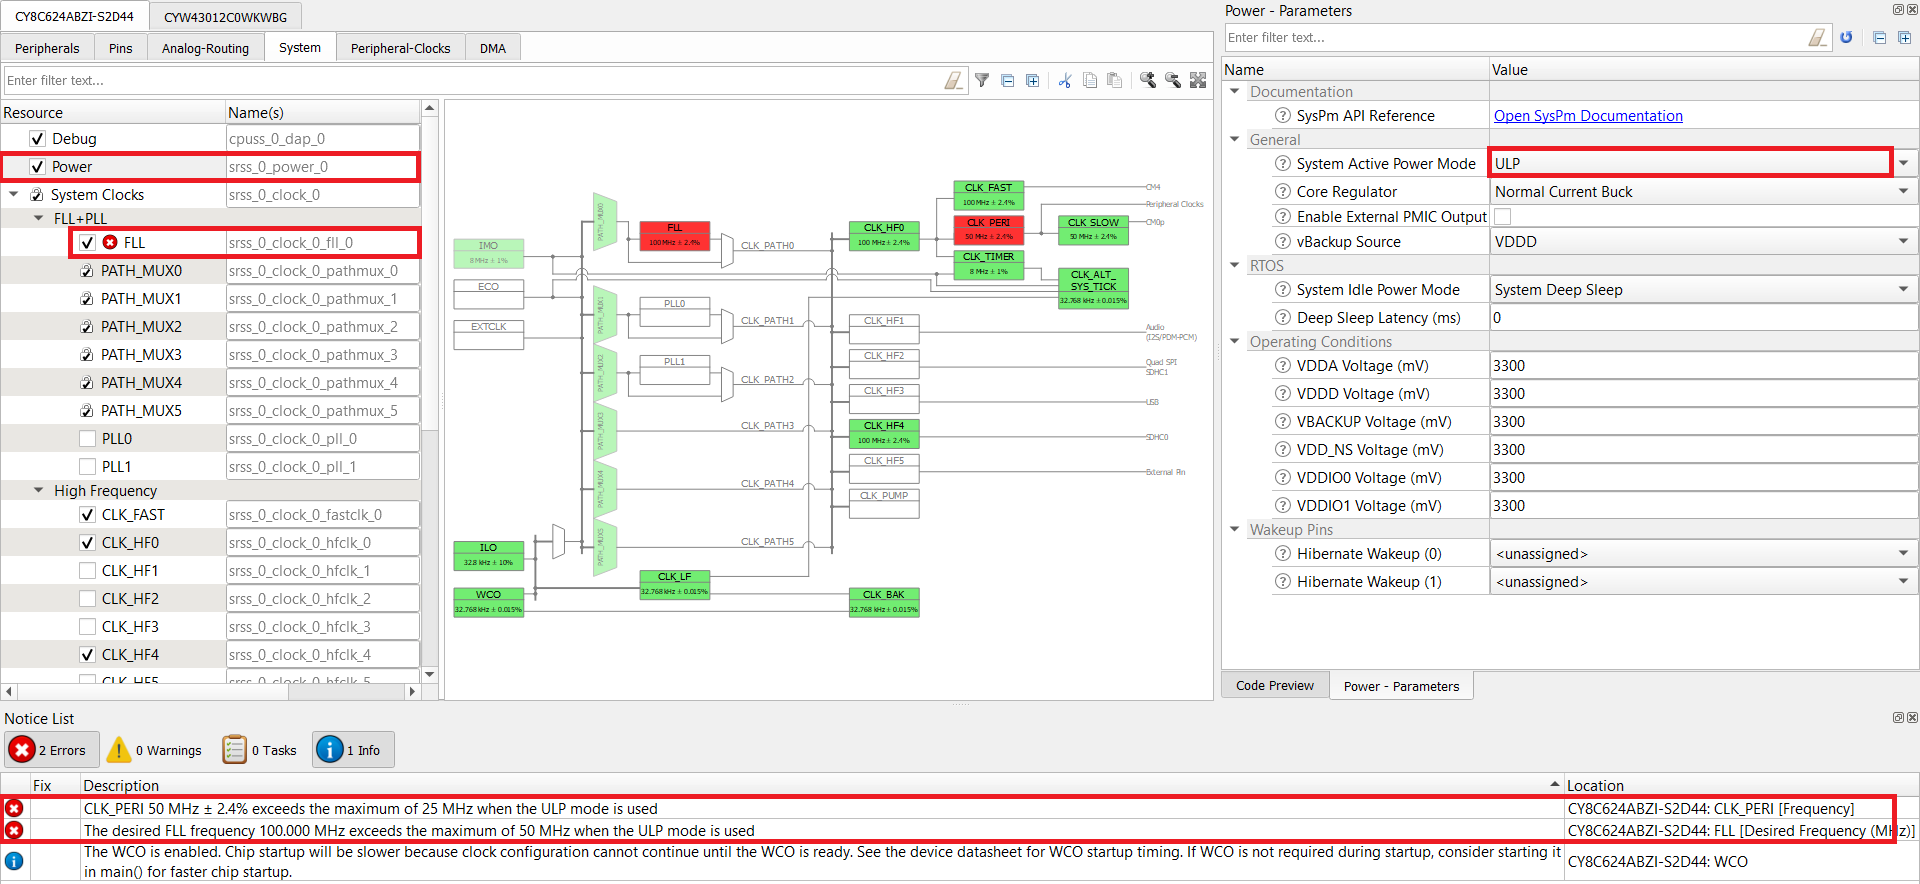 CY8C624ABZI-S2D44 CYW43012C0WKWBG
Peripherals Pins Analog-Routing System Peripheral-Clocks DMA
Enter filter text...
Resource Name(s)
Debug cpuss_0_dap_0
Power srss_0_power_0
System Clocks srss_0_clock_0
FLL+PLL
FLL srss_0_clock_0_fll_0
PATH_MUX0 srss_0_clock_0_pathmux_0
PATH_MUX1 srss_0_clock_0_pathmux_1
PATH_MUX2 srss_0_clock_0_pathmux_2
PATH_MUX3 srss_0_clock_0_pathmux_3
PATH_MUX4 srss_0_clock_0_pathmux_4
PATH_MUX5 srss_0_clock_0_pathmux_5
PLL0 srss_0_clock_0_pll_0
PLL1 srss_0_clock_0_pll_1
High Frequency
CLK_FAST srss_0_clock_0_fastclk_0
CLK_HF0 srss_0_clock_0_hfclk_0
CLK_HF1 srss_0_clock_0_hfclk_1
CLK_HF2 srss_0_clock_0_hfclk_2
CLK_HF3 srss_0_clock_0_hfclk_3
CLK_HF4 srss_0_clock_0_hfclk_4
CLK_HF5 srss_0_clock_0_hfclk_5
IMO
8 MHz ± 1%
ECO
EXTCLK
ILO
32.8 kHz ± 10%
WCO
32.768 kHz ± 0.015%
PATH_MUX0
PATH_MUX1
PATH_MUX2
PATH_MUX3
PATH_MUX4
PATH_MUX5
FLL
100 MHz ± 2.4%
PLL0
PLL1
CLK_LF
32.768 kHz ± 0.015%
CLK_PATH0
CLK_PATH1
CLK_PATH2
CLK_PATH3
CLK_PATH4
CLK_PATH5
CLK_HF0
100 MHz ± 2.4%
CLK_HF1
CLK_HF2
CLK_HF3
CLK_HF4
100 MHz ± 2.4%
CLK_HF5
CLK_PUMP
CLK_BAK
32.768 kHz ± 0.015%
CLK_FAST
100 MHz ± 2.4%
CLK_PERI
50 MHz ± 2.4%
CLK_TIMER
8 MHz ± 1%
CLK_SLOW
50 MHz ± 2.4%
CLK_ALT_
SYS_TICK
32.768 kHz ± 0.015%
CM4
Peripheral Clocks
CM0p
Audio
(I2S/PDM-PCM)
Quad SPI
SDHC1
USB
SDHC0
External Pin
Power - Parameters
Enter filter text...
Name Value
Documentation
SysPm API Reference Open SysPm Documentation
General
System Active Power Mode ULP
Core Regulator Normal Current Buck
Enable External PMIC Output
vBackup Source VDDD
RTOS
System Idle Power Mode System Deep Sleep
Deep Sleep Latency (ms) 0
Operating Conditions
VDDA Voltage (mV) 3300
VDDD Voltage (mV) 3300
VBACKUP Voltage (mV) 3300
VDD_NS Voltage (mV) 3300
VDDIO0 Voltage (mV) 3300
VDDIO1 Voltage (mV) 3300
Wakeup Pins
Hibernate Wakeup (0) <unassigned>
Hibernate Wakeup (1) <unassigned>
Code Preview Power - Parameters
Notice List
2 Errors 0 Warnings 0 Tasks 1 Info
Fix Description Location
CLK_PERI 50 MHz ± 2.4% exceeds the maximum of 25 MHz when the ULP mode is used CY8C624ABZI-S2D44: CLK_PERI [Frequency]
The desired FLL frequency 100.000 MHz exceeds the maximum of 50 MHz when the ULP mode is used CY8C624ABZI-S2D44: FLL [Desired Frequency (MHz)]
The WCO is enabled. Chip startup will be slower because clock configuration cannot continue until the WCO is ready. See the device datasheet for WCO startup timing. If WCO is not required during startup, consider starting it
in main() for faster chip startup. CY8C624ABZI-S2D44: WCO